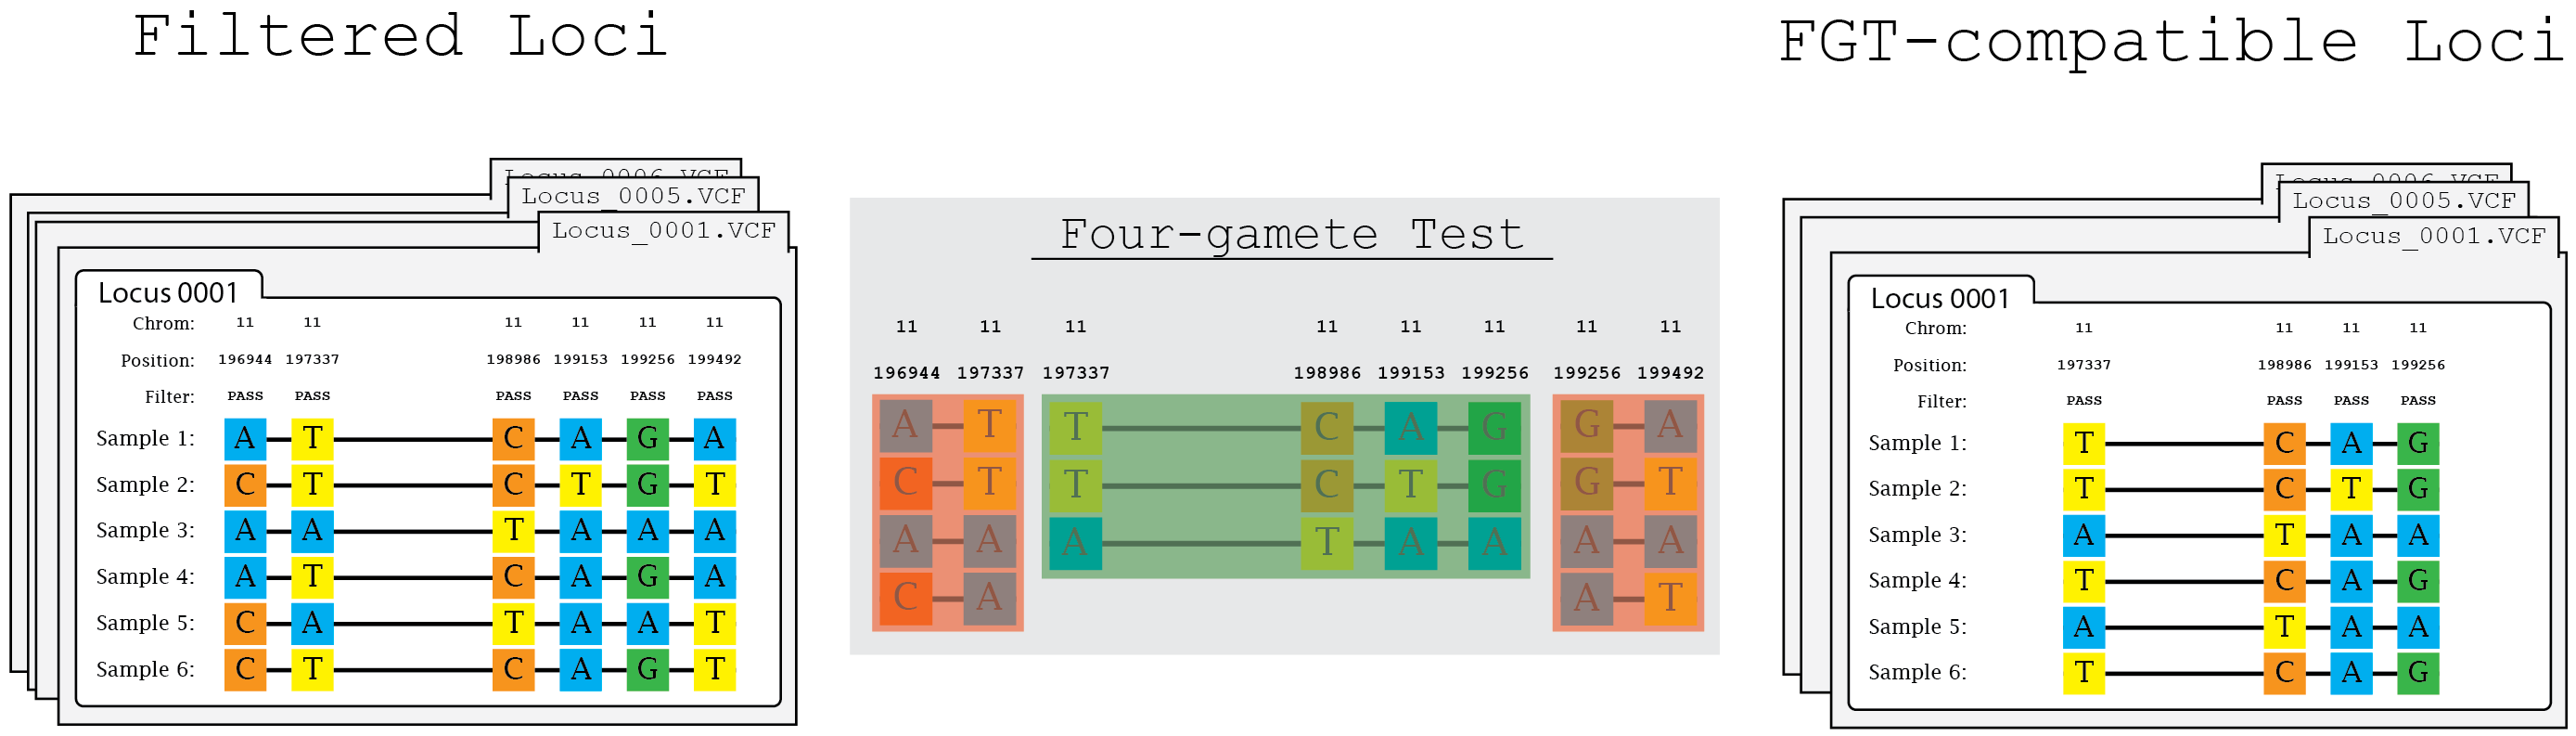 Filtered Loci
Locus_0006.VCF
Locus_0005.VCF
Locus_0001.VCF
Locus 0001
Chrom: 11 11 11 11 11 11
Position: 196944 197337 198986 199153 199256 199492
Filter: PASS PASS PASS PASS PASS PASS
Sample 1: A T C A G A
Sample 2: C T C T G T
Sample 3: A A T A A A
Sample 4: A T C A G A
Sample 5: C A T A A T
Sample 6: C T C A G T
Four-gamete Test
11 11 11 11 11 11 11 11
196944 197337 197337 198986 199153 199256 199256 199492
A T T C A G G A
C T T C T G G T
A A A T A A A A
C A A T
FGT-compatible Loci
Locus_0006.VCF
Locus_0005.VCF
Locus_0001.VCF
Locus 0001
Chrom: 11 11 11 11
Position: 197337 198986 199153 199256
Filter: PASS PASS PASS PASS
Sample 1: T C A G
Sample 2: T C T G
Sample 3: A T A A
Sample 4: T C A G
Sample 5: A T A A
Sample 6: T C A G